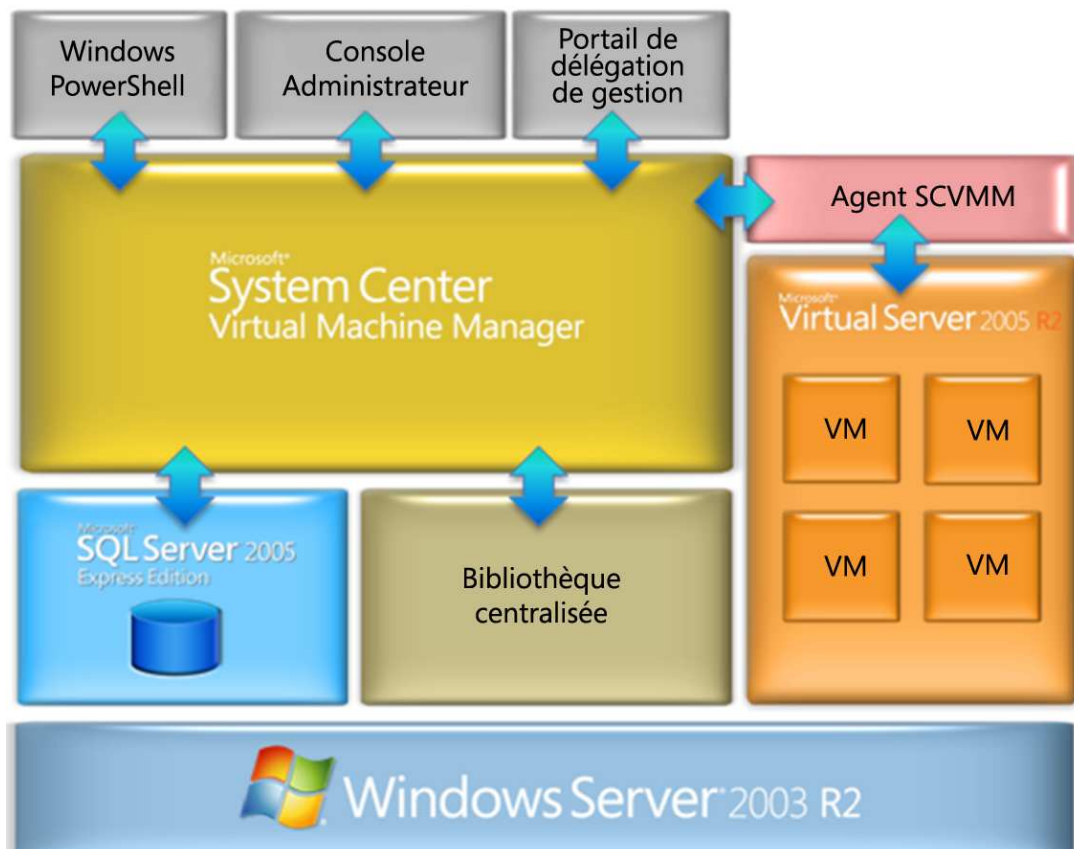 Windows
PowerShell
Console
Administrateur
Portail de
délégation
de gestion
Agent SCVMM
Microsoft
System Center
Virtual Machine Manager
Microsoft
Virtual Server 2005 R2
VM
VM
VM
VM
Microsoft
SQL Server 2005
Express Edition
Bibliothèque
centralisée
Windows Server 2003 R2